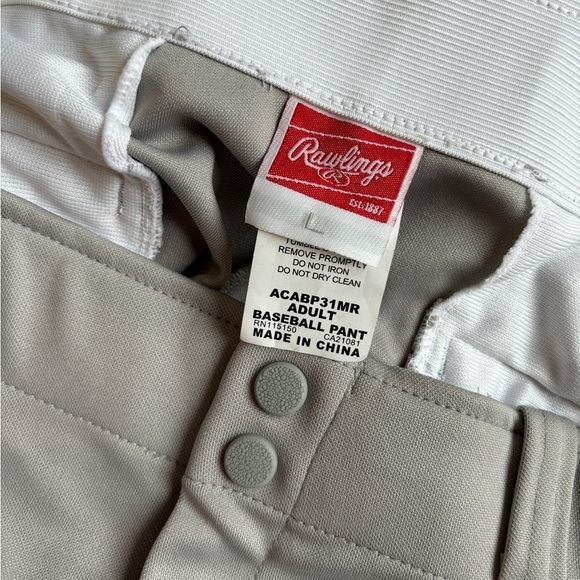 Rawlings
R
EST. 1887
L
TUMBLE
REMOVE PROMPTLY
DO NOT IRON
DO NOT DRY CLEAN
ACABP31MR
ADULT
BASEBALL PANT
RN115150 CA21081
MADE IN CHINA